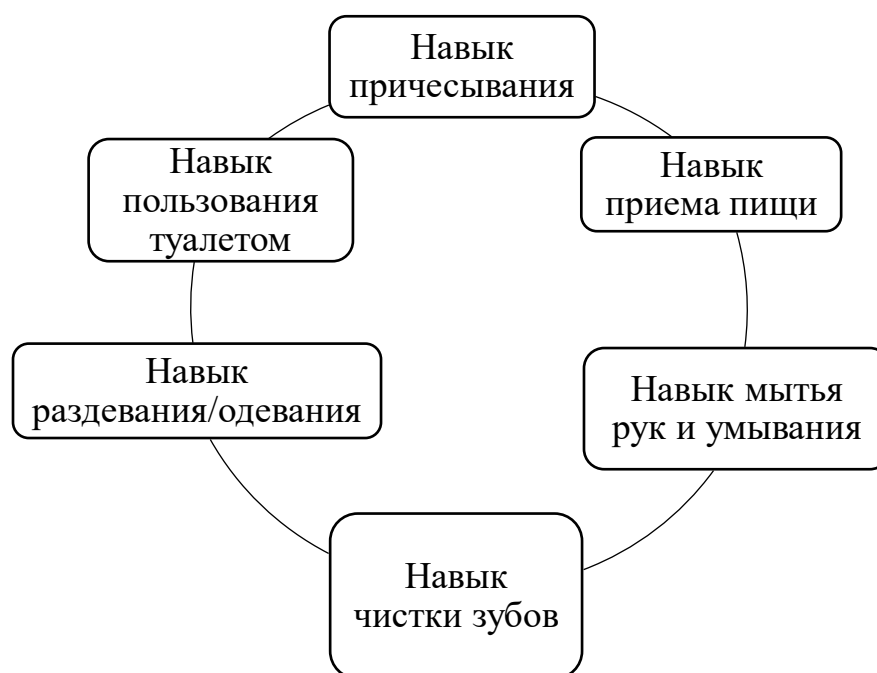 Навык
причесывания
Навык
приема пищи
Навык мытья
рук и умывания
Навык
чистки зубов
Навык
раздевания/одевания
Навык
пользования
туалетом